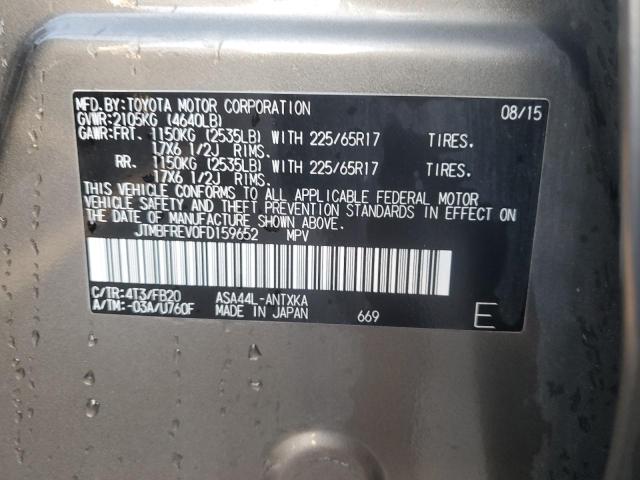 MFD.BY:TOYOTA MOTOR CORPORATION 08/15
GVWR:2105KG (4640LB)
GAWR:FRT. 1150KG (2535LB) WITH 225/65R17 TIRES.
17X6 1/2J RIMS.
RR. 1150KG (2535LB) WITH 225/65R17 TIRES.
17X6 1/2J RIMS.
THIS VEHICLE CONFORMS TO ALL APPLICABLE FEDERAL MOTOR
VEHICLE SAFETY AND THEFT PREVENTION STANDARDS IN EFFECT ON
THE DATE OF MANUFACTURE SHOWN ABOVE.
JTMBFREV0FD159652 MPV
C/TR:4T3/FB20 ASA44L-ANTXKA
A/TM:-03A/U760F MADE IN JAPAN 669 E